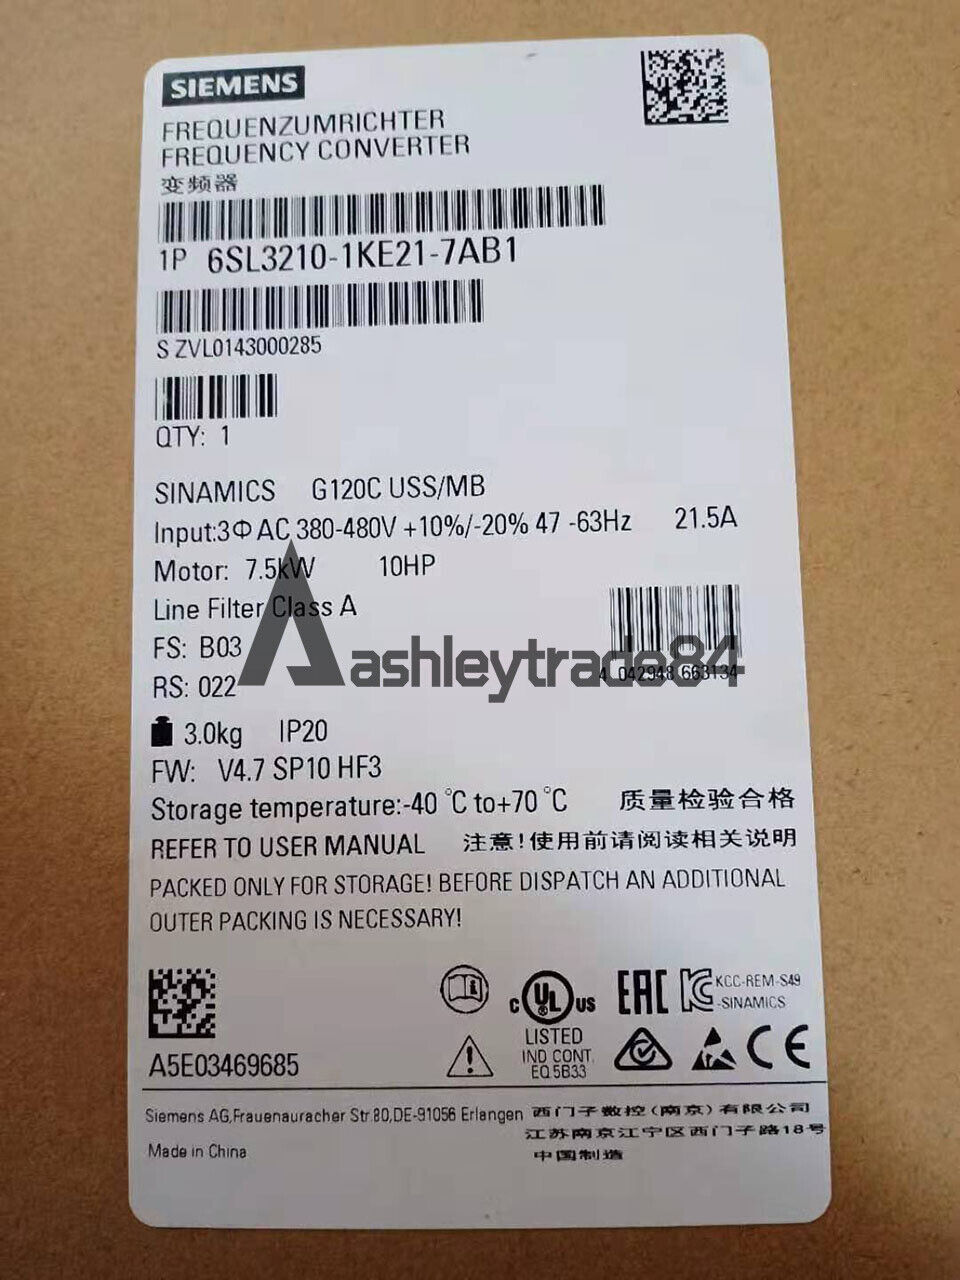 SIEMENS
FREQUENZUMRICHTER
FREQUENCY CONVERTER
变频器
1P 6SL3210-1KE21-7AB1
S ZVL0143000285
QTY: 1
SINAMICS G120C USS/MB
Input:3Φ AC 380-480V +10%/-20% 47 -63Hz 21.5A
Motor: 7.5kW 10HP
Line Filter Class A
FS: B03
RS: 022
4 042948 663134
ashleytrade84
3.0kg IP20
FW: V4.7 SP10 HF3
Storage temperature:-40 °C to+70 °C 质量检验合格
REFER TO USER MANUAL 注意!使用前请阅读相关说明
PACKED ONLY FOR STORAGE! BEFORE DISPATCH AN ADDITIONAL
OUTER PACKING IS NECESSARY!
C UL US
LISTED
IND CONT.
EQ 5B33
EAC
KCC-REM-S49
-SINAMICS
CE
A5E03469685
Siemens AG,Frauenauracher Str.80,DE-91056 Erlangen 西门子数控(南京)有限公司
江苏南京江宁区西门子路18号
Made in China 中国制造